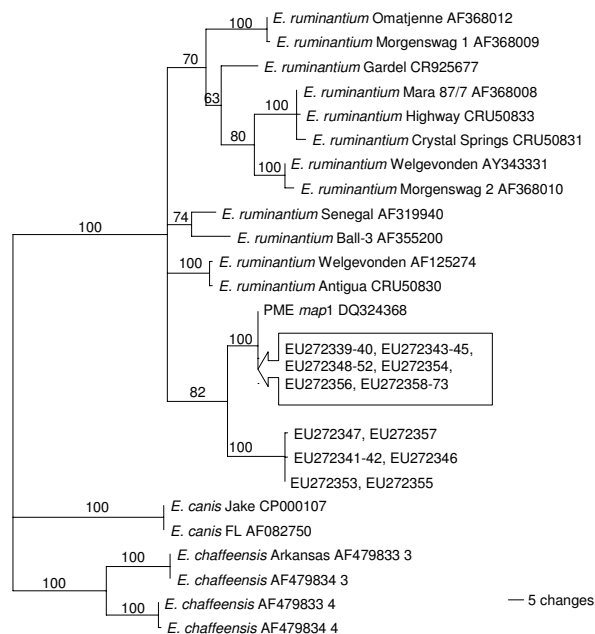 100
E. ruminantium Omatjenne AF368012
E. ruminantium Morgenswag 1 AF368009
70
E. ruminantium Gardel CR925677
63
E. ruminantium Mara 87/7 AF368008
100
E. ruminantium Highway CRU50833
80
E. ruminantium Crystal Springs CRU50831
E. ruminantium Welgevonden AY343331
100
E. ruminantium Morgenswag 2 AF368010
74
E. ruminantium Senegal AF319940
100
E. ruminantium Ball-3 AF355200
100
E. ruminantium Welgevonden AF125274
E. ruminantium Antigua CRU50830
PME map1 DQ324368
100
EU272339-40, EU272343-45,
EU272348-52, EU272354,
EU272356, EU272358-73
82
EU272347, EU272357
100
EU272341-42, EU272346
EU272353, EU272355
100
E. canis Jake CP000107
E. canis FL AF082750
E. chaffeensis Arkansas AF479833 3
100
E. chaffeensis AF479834 3
100
E. chaffeensis AF479833 4
100
E. chaffeensis AF479834 4
5 changes